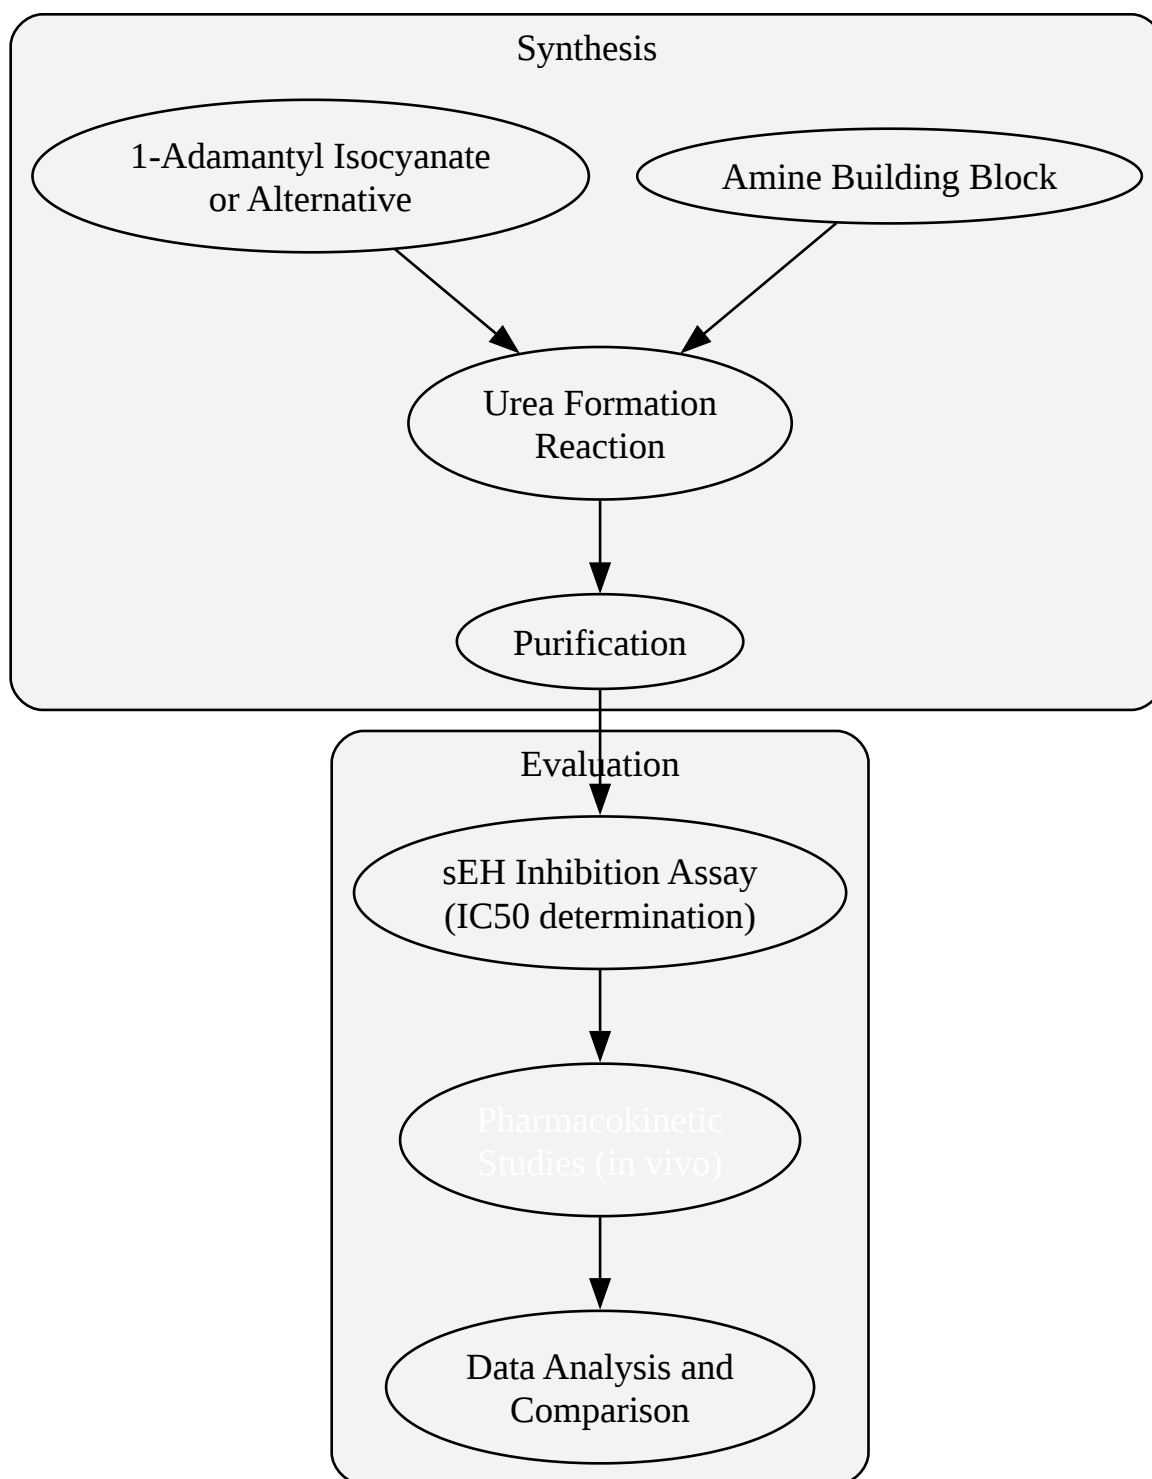 Synthesis
1-Adamantyl Isocyanate
or Alternative
Amine Building Block
Urea Formation
Reaction
Purification
Evaluation
sEH Inhibition Assay
(IC50 determination)
Pharmacokinetic
Studies (in vivo)
Data Analysis and
Comparison